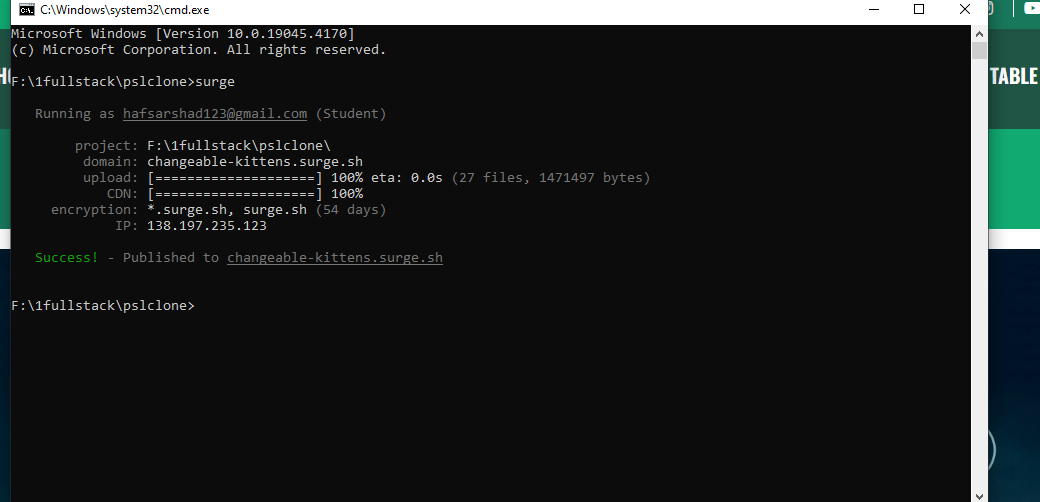 C:\Windows\system32\cmd.exe
Microsoft Windows [Version 10.0.19045.4170]
(c) Microsoft Corporation. All rights reserved.
F:\1fullstack\pslclone>surge
Running as hafsarshad123@gmail.com (Student)
project: F:\1fullstack\pslclone\
domain: changeable-kittens.surge.sh
upload: [====================] 100% eta: 0.0s (27 files, 1471497 bytes)
CDN: [====================] 100%
encryption: *.surge.sh, surge.sh (54 days)
IP: 138.197.235.123
Success! - Published to changeable-kittens.surge.sh
F:\1fullstack\pslclone>
TABLE